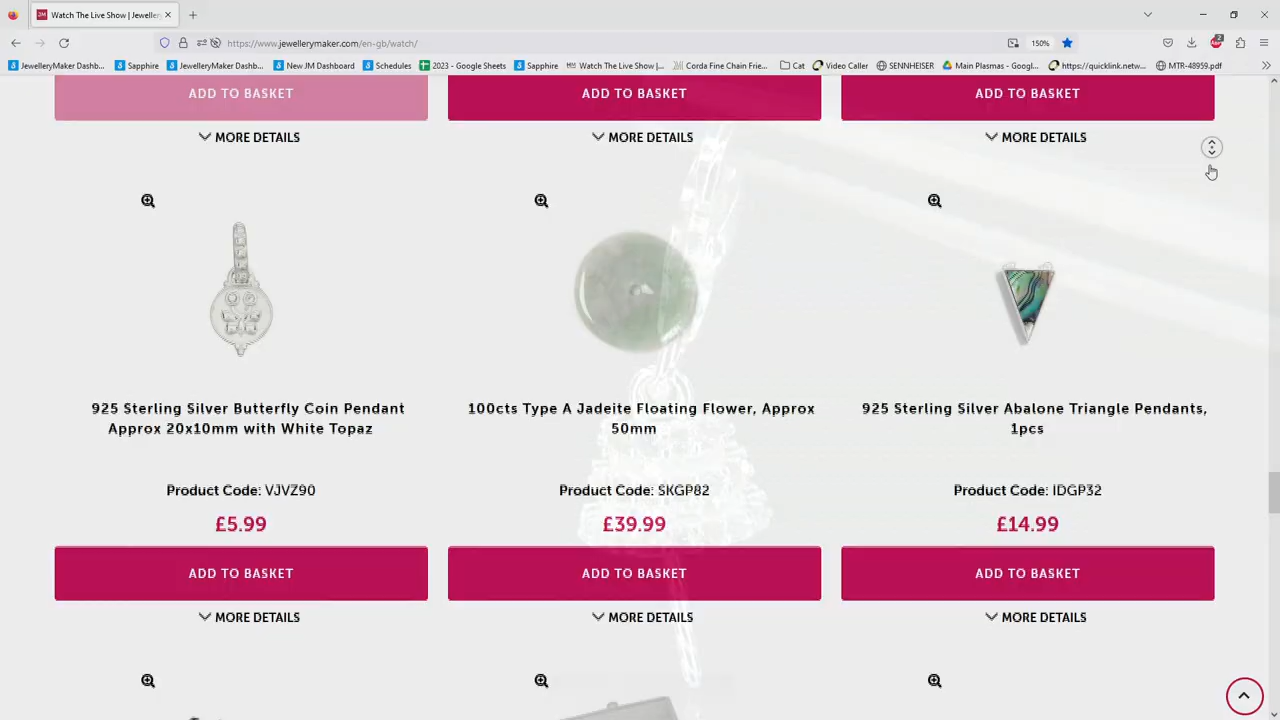 Watch The Live Show | Jeweller
https://www.jewellerymaker.com/en-gb/watch/
150%
2
JewelleryMaker Dashb...
Sapphire
JewelleryMaker Dashb...
New JM Dashboard
Schedules
2023 - Google Sheets
Sapphire
Watch The Live Show |...
Corda Fine Chain Frie...
Cat
Video Caller
SENNHEISER
Main Plasmas - Googl...
https://quicklink.netw...
MTR-48959.pdf
ADD TO BASKET
ADD TO BASKET
ADD TO BASKET
MORE DETAILS
MORE DETAILS
MORE DETAILS
925 Sterling Silver Butterfly Coin Pendant
Approx 20x10mm with White Topaz
Product Code: VJVZ90
£5.99
ADD TO BASKET
MORE DETAILS
100cts Type A Jadeite Floating Flower, Approx
50mm
Product Code: SKGP82
£39.99
ADD TO BASKET
MORE DETAILS
925 Sterling Silver Abalone Triangle Pendants,
1pcs
Product Code: IDGP32
£14.99
ADD TO BASKET
MORE DETAILS